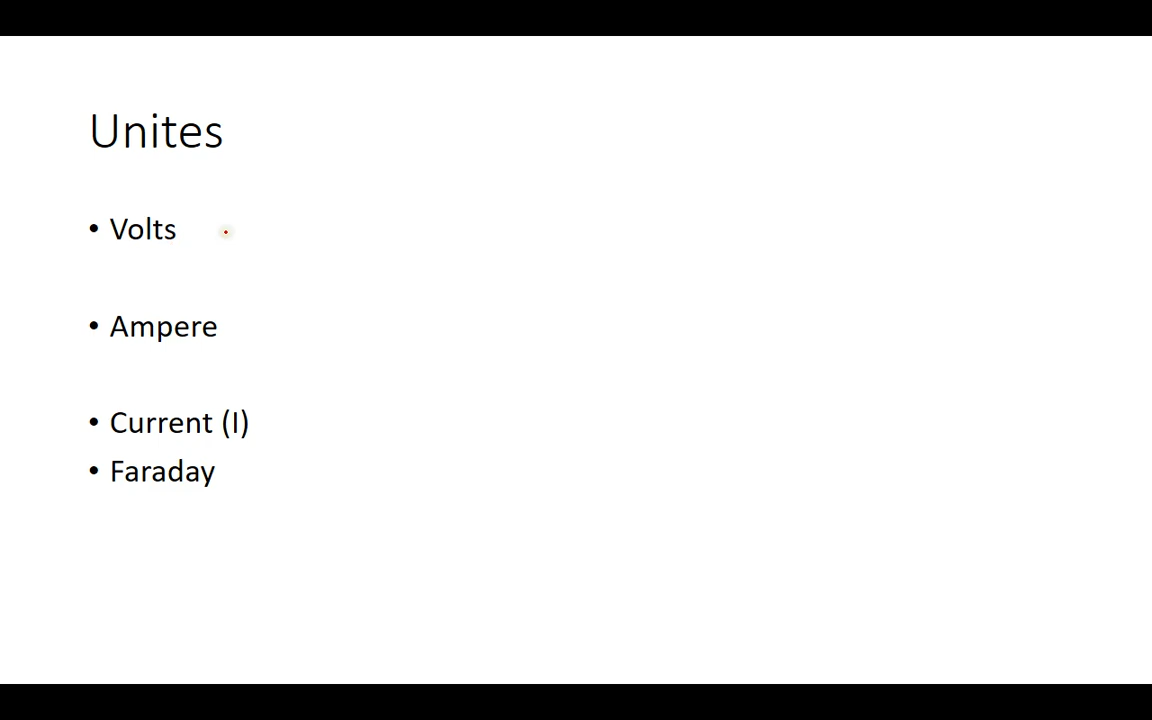 Unites
• Volts
• Ampere
• Current (I)
• Faraday